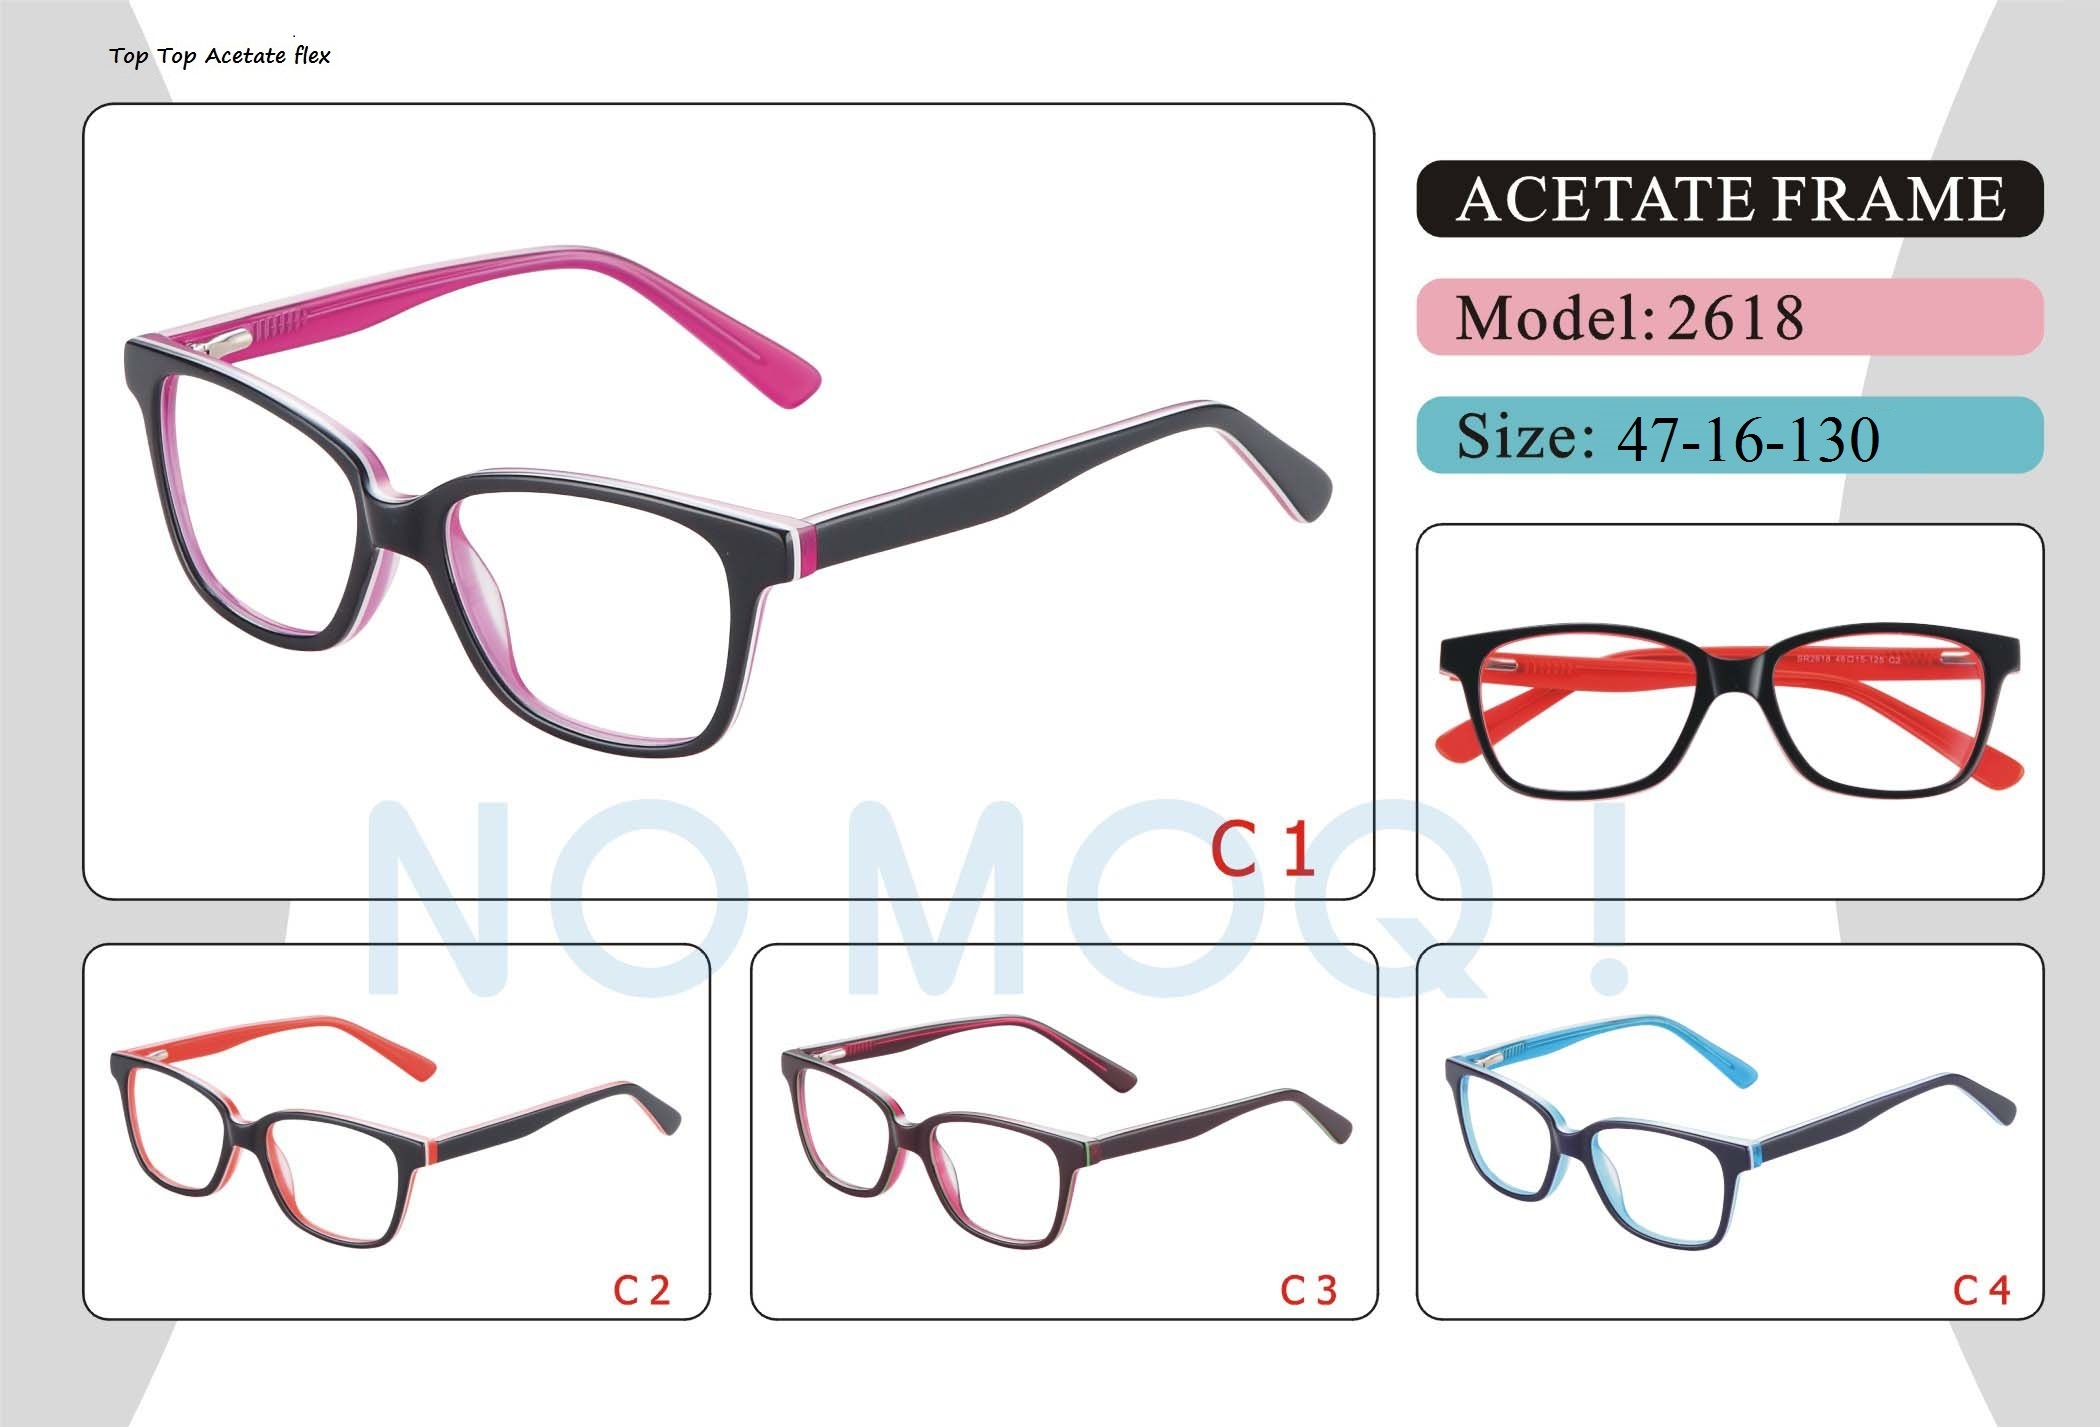 Top Top Acetate flex
ACETATE FRAME
Model: 2618
Size: 47-16-130
C 1
NO MOQ!
C 2
C 3
C 4